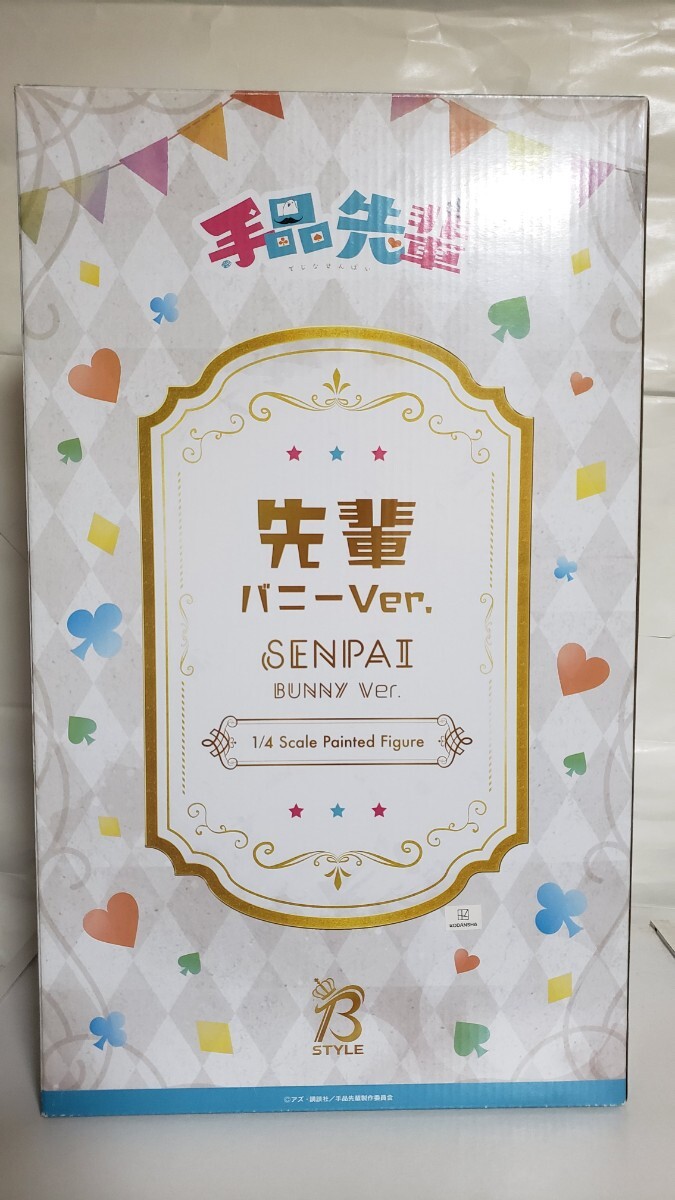 手品先輩
てじなせんぱい
先輩
バニーVer.
SENPAI
BUNNY Ver.
1/4 Scale Painted Figure
KODANSHA
B
STYLE
©アズ・講談社／手品先輩製作委員会